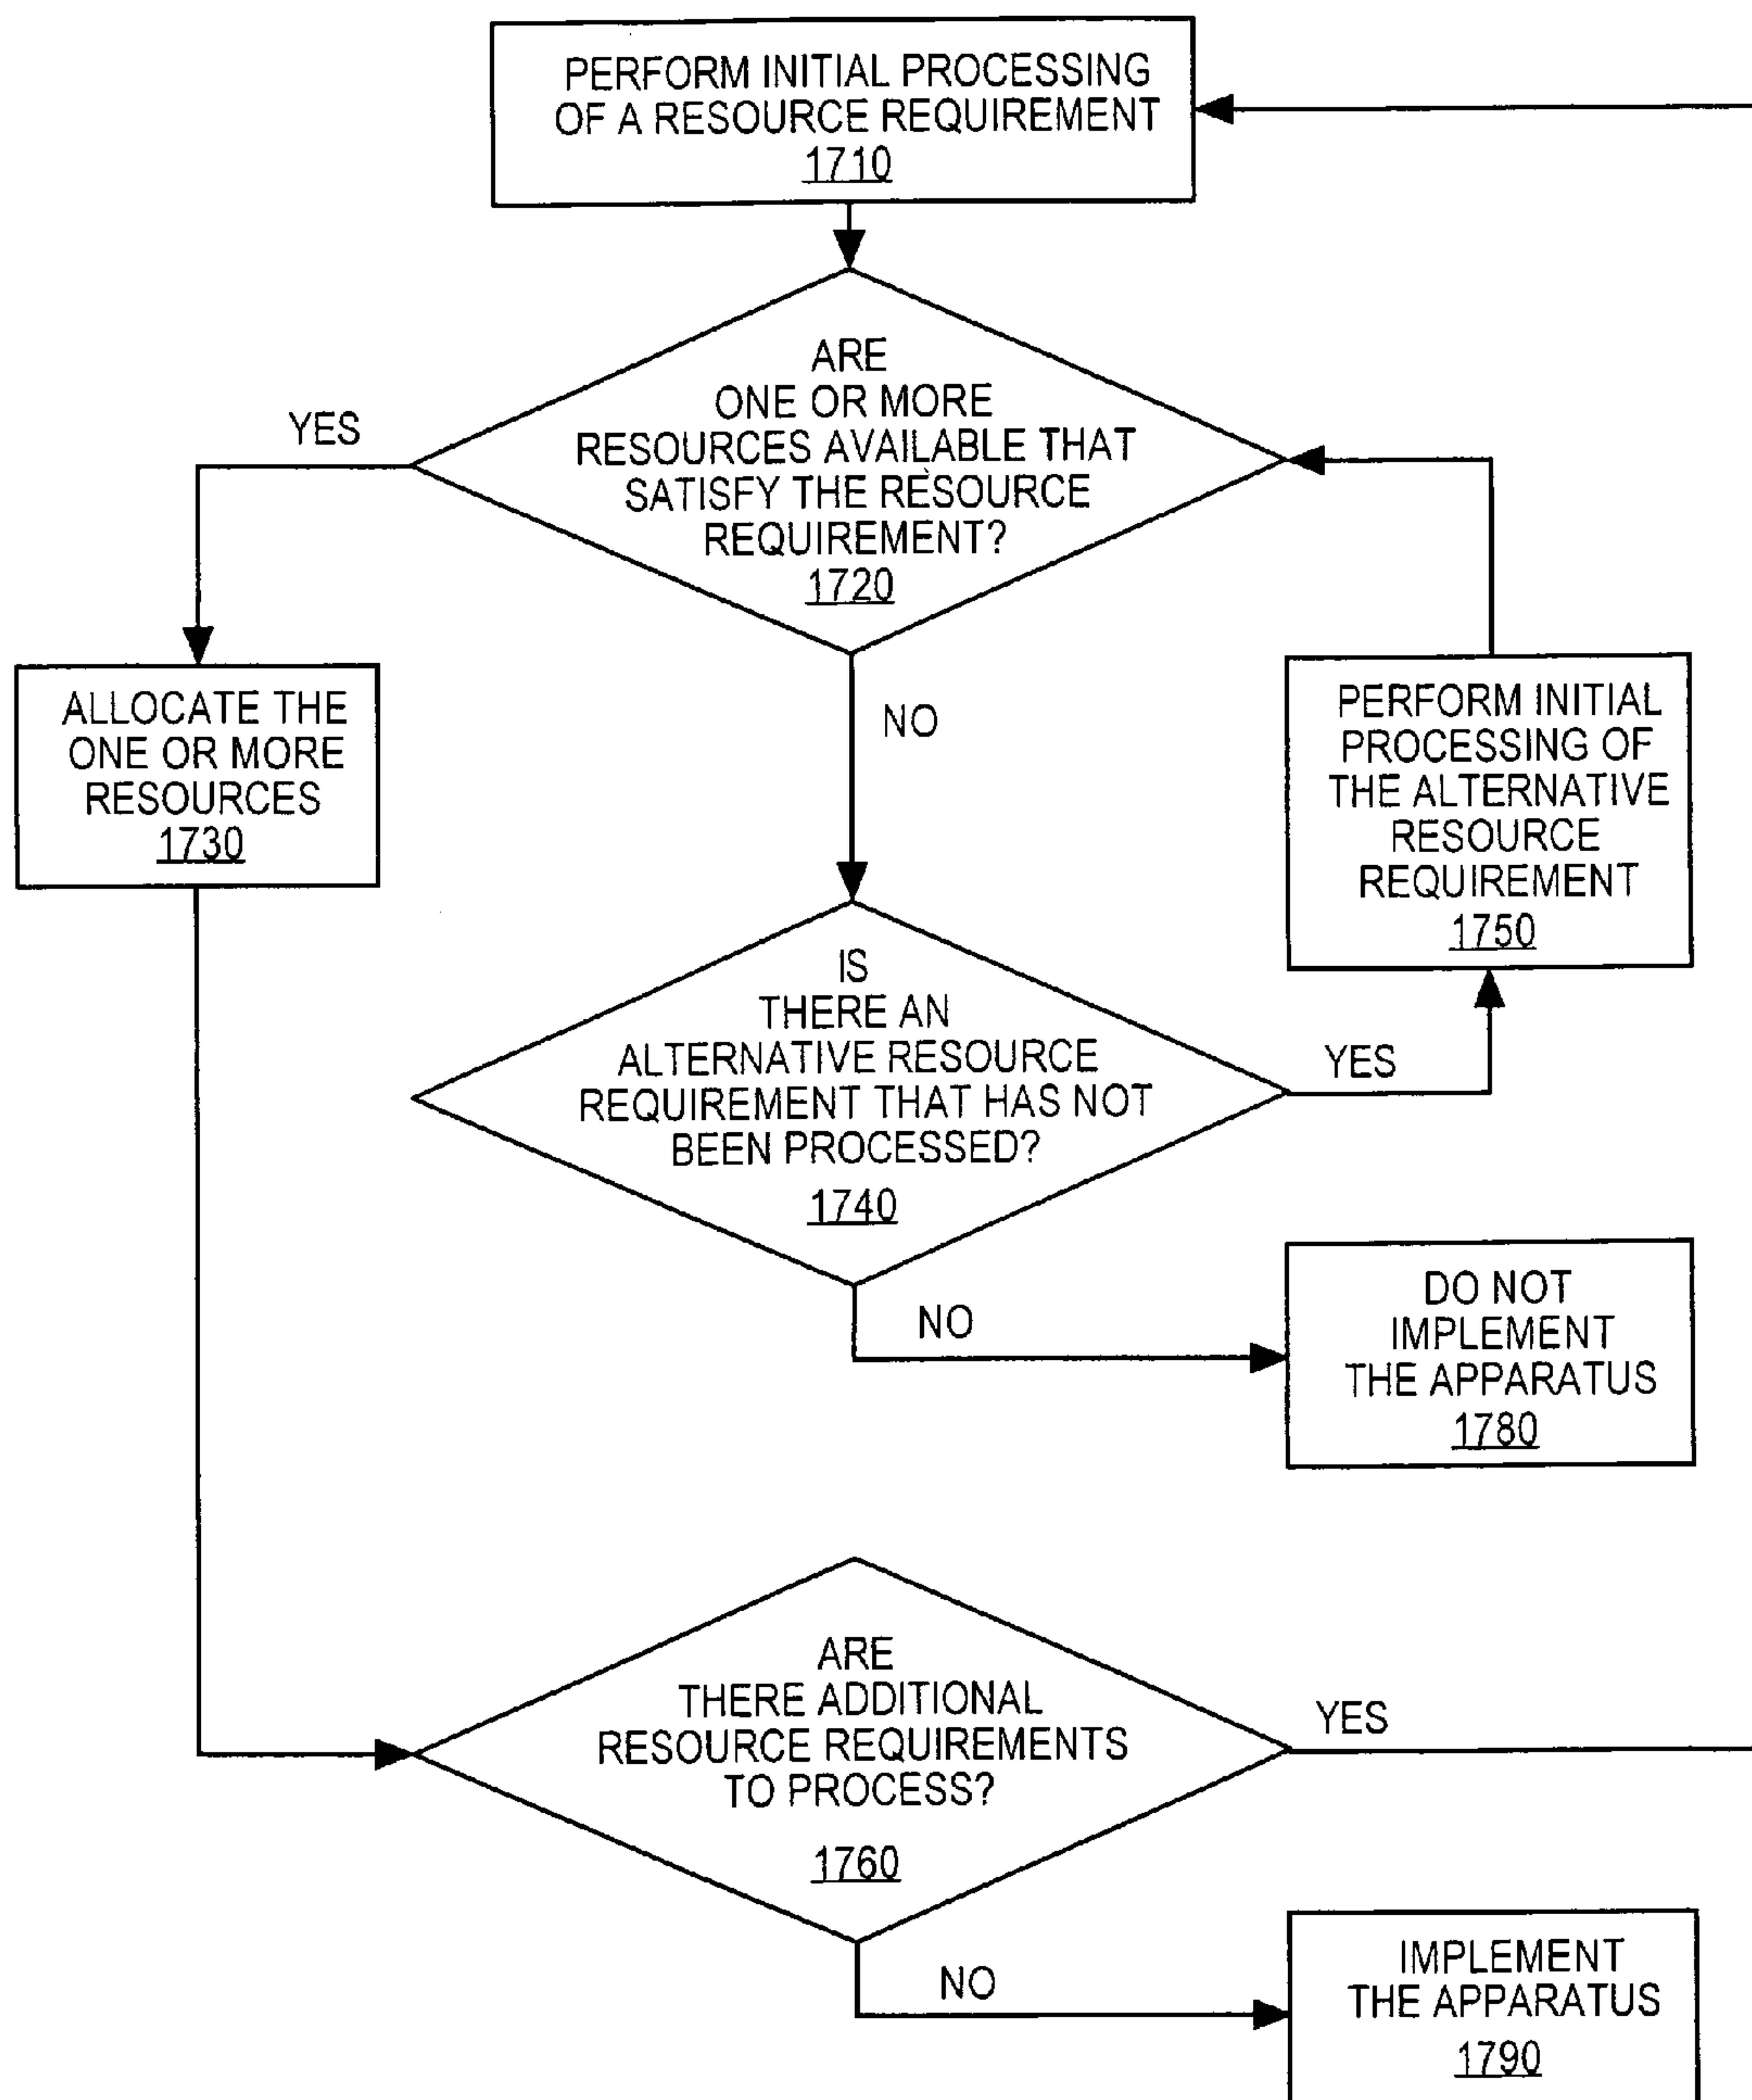 PERFORM INITIAL PROCESSING
OF A RESOURCE REQUIREMENT
1710
ARE
ONE OR MORE
RESOURCES AVAILABLE THAT
SATISFY THE RESOURCE
REQUIREMENT?
1720
YES
NO
ALLOCATE THE
ONE OR MORE
RESOURCES
1730
PERFORM INITIAL
PROCESSING OF
THE ALTERNATIVE
RESOURCE
REQUIREMENT
1750
IS
THERE AN
ALTERNATIVE RESOURCE
REQUIREMENT THAT HAS NOT
BEEN PROCESSED?
1740
YES
NO
DO NOT
IMPLEMENT
THE APPARATUS
1780
ARE
THERE ADDITIONAL
RESOURCE REQUIREMENTS
TO PROCESS?
1760
YES
NO
IMPLEMENT
THE APPARATUS
1790